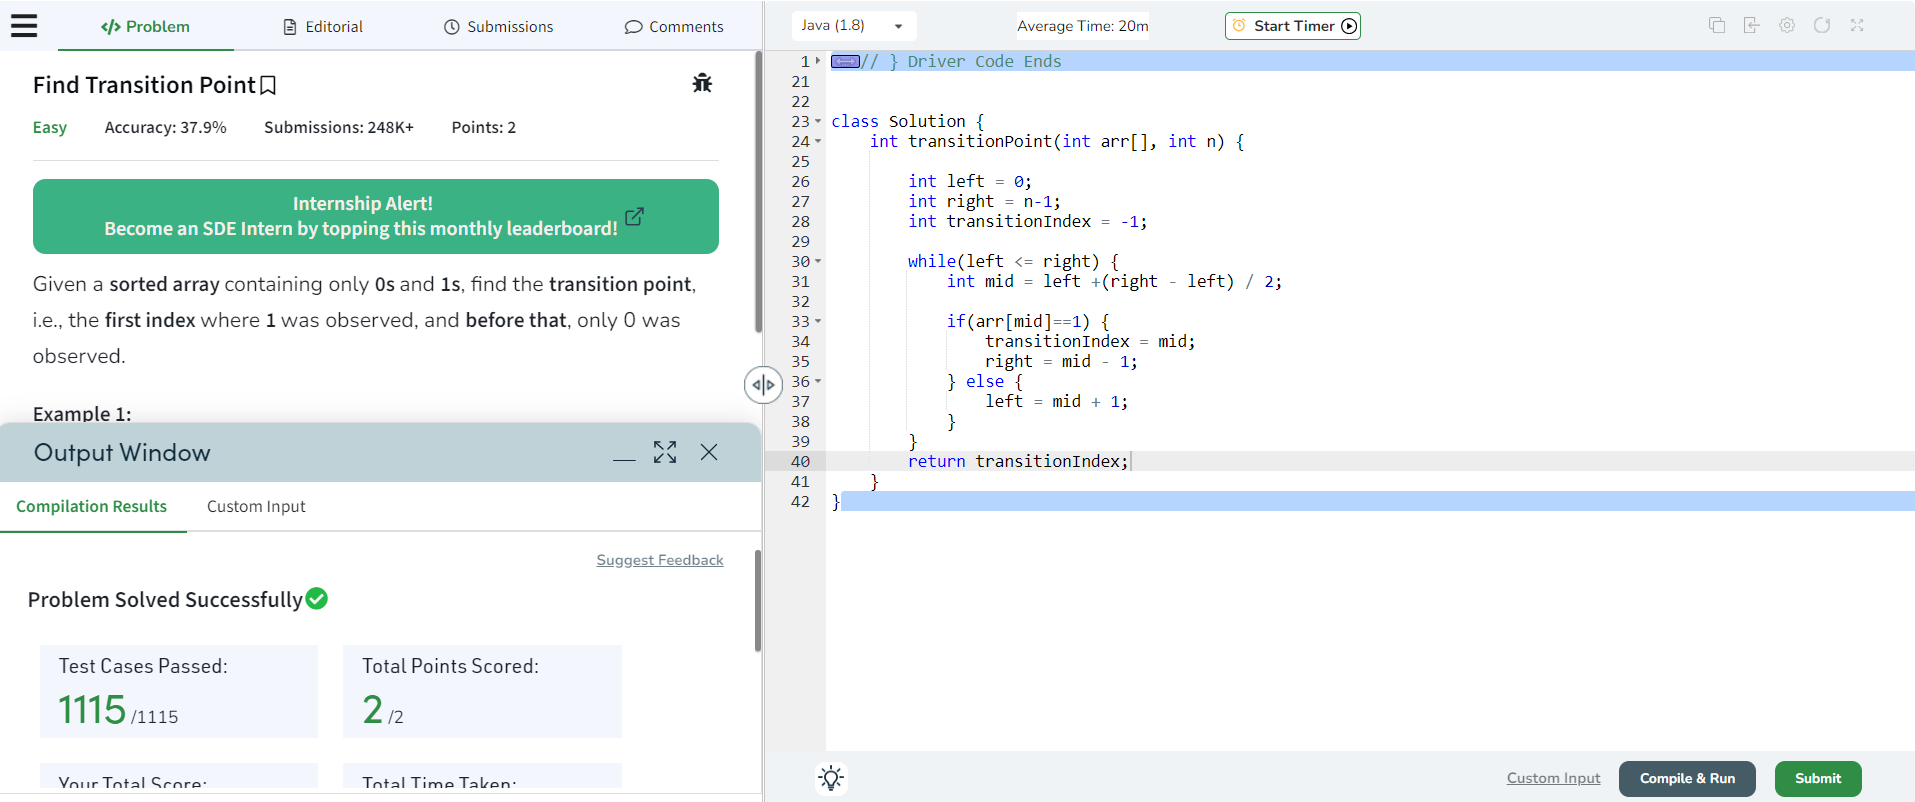 Problem
Editorial
Submissions
Comments
Java (1.8)
Average Time: 20m
Start Timer
Find Transition Point
Easy Accuracy: 37.9% Submissions: 248K+ Points: 2
Internship Alert!
Become an SDE Intern by topping this monthly leaderboard!
Given a sorted array containing only 0s and 1s, find the transition point,
i.e., the first index where 1 was observed, and before that, only 0 was
observed.
Example 1:
Output Window
Compilation Results Custom Input
Suggest Feedback
Problem Solved Successfully
Test Cases Passed:
1115 /1115
Total Points Scored:
2 /2
Your Total Score:
Total Time Taken:
1 // } Driver Code Ends
21
22
23 class Solution {
24 int transitionPoint(int arr[], int n) {
25
26 int left = 0;
27 int right = n-1;
28 int transitionIndex = -1;
29
30 while(left <= right) {
31 int mid = left +(right - left) / 2;
32
33 if(arr[mid]==1) {
34 transitionIndex = mid;
35 right = mid - 1;
36 } else {
37 left = mid + 1;
38 }
39 }
40 return transitionIndex;
41 }
42 }
Custom Input
Compile & Run
Submit